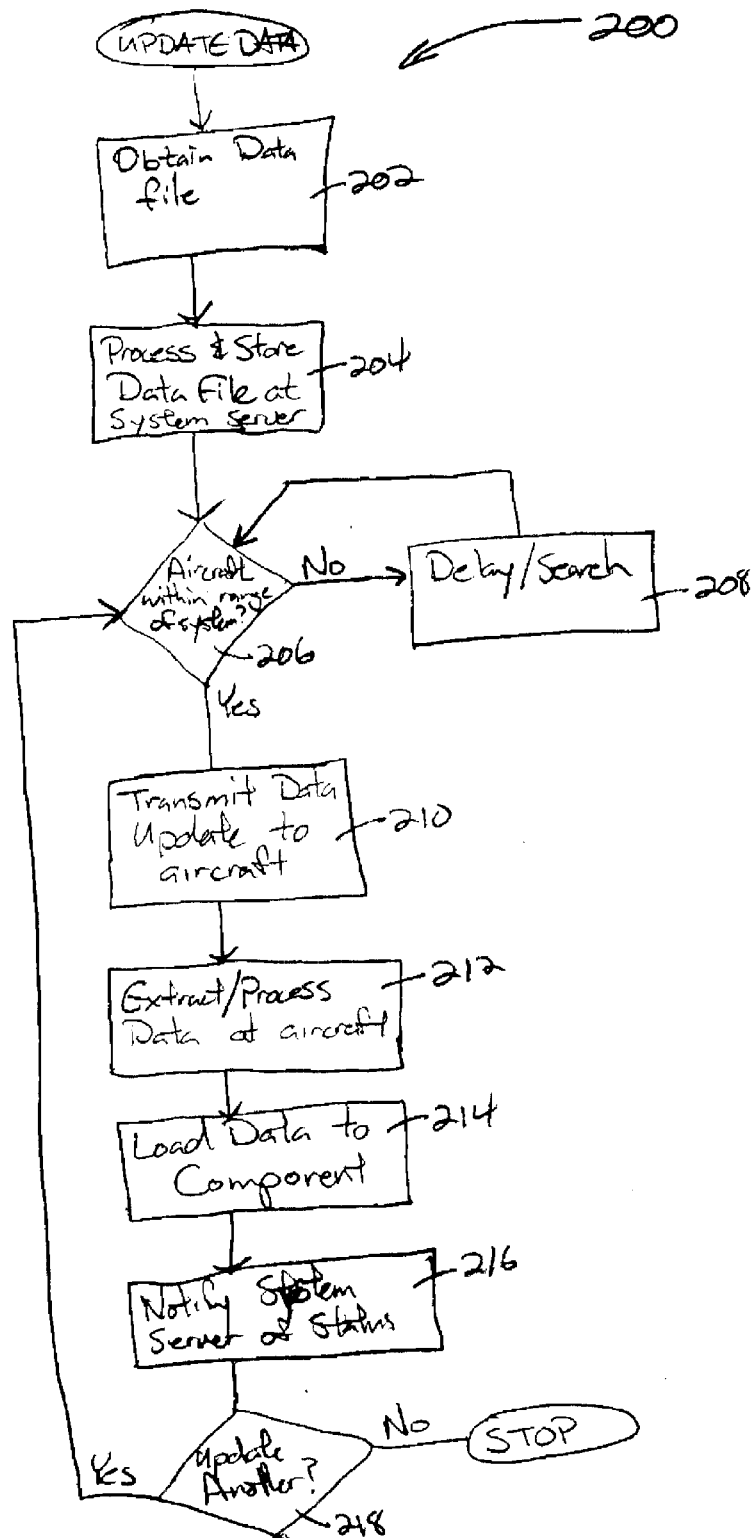 UPDATE DATA
200
Obtain Data
file
202
Process & Store
Data File at
System Server
204
Aircraft
within range
of system?
206
No
Delay/Search
208
Yes
Transmit Data
Update to
aircraft
210
Extract/Process
Data at aircraft
212
Load Data to
Component
214
Notify System
Server of Status
216
Update
Another?
218
No
STOP
Yes